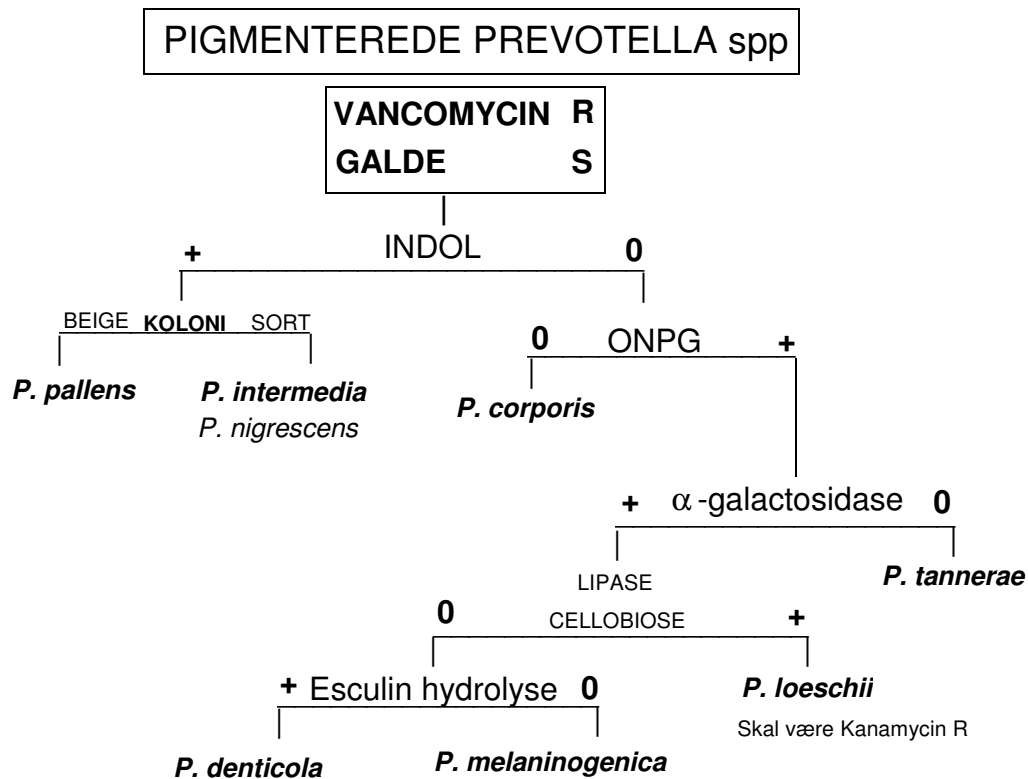 PIGMENTEREDE PREVOTELLA spp
VANCOMYCIN R
GALDE S
+ INDOL 0
BEIGE KOLONI SORT
0 ONPG +
P. pallens
P. intermedia
P. nigrescens
P. corporis
+ α-galactosidase 0
P. tannerae
LIPASE
0 CELLOBIOSE +
+ Esculin hydrolyse 0
P. loeschii
Skal være Kanamycin R
P. denticola
P. melaninogenica